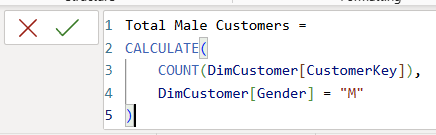 1 Total Male Customers =
2 CALCULATE(
3     COUNT(DimCustomer[CustomerKey]),
4     DimCustomer[Gender] = "M"
5 )